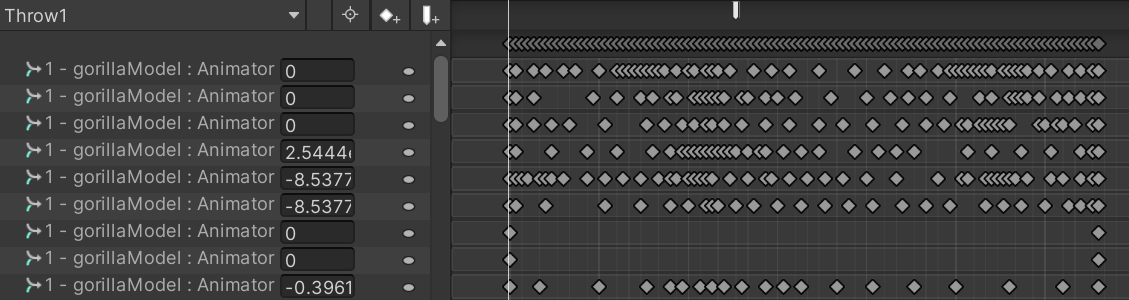 Throw1
1 - gorillaModel : Animator 0
1 - gorillaModel : Animator 0
1 - gorillaModel : Animator 0
1 - gorillaModel : Animator 2.5444
1 - gorillaModel : Animator -8.5377
1 - gorillaModel : Animator -8.5377
1 - gorillaModel : Animator 0
1 - gorillaModel : Animator 0
1 - gorillaModel : Animator -0.3961